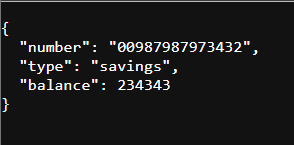 {
  "number": "00987987973432",
  "type": "savings",
  "balance": 234343
}